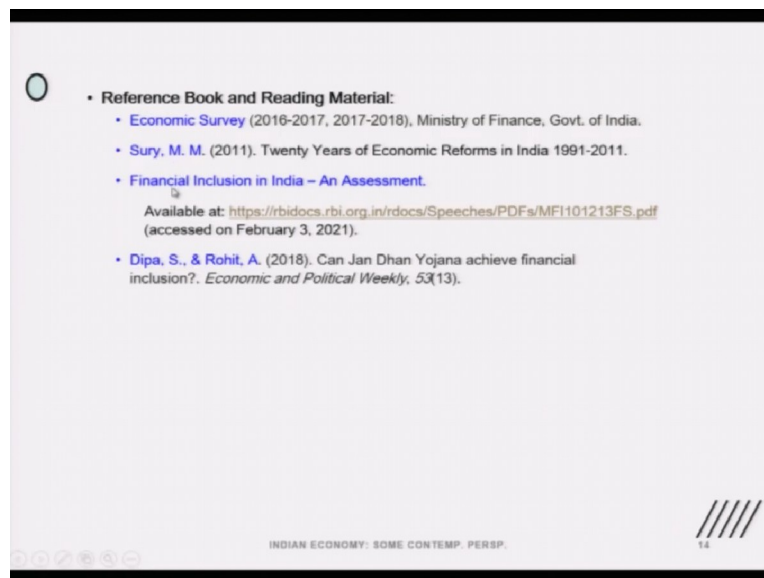 • Reference Book and Reading Material:
• Economic Survey (2016-2017, 2017-2018), Ministry of Finance, Govt. of India.
• Sury, M. M. (2011). Twenty Years of Economic Reforms in India 1991-2011.
• Financial Inclusion in India – An Assessment.
Available at: https://rbidocs.rbi.org.in/rdocs/Speeches/PDFs/MFI101213FS.pdf
(accessed on February 3, 2021).
• Dipa, S., & Rohit, A. (2018). Can Jan Dhan Yojana achieve financial
inclusion?. Economic and Political Weekly, 53(13).
INDIAN ECONOMY: SOME CONTEMP. PERSP.
14